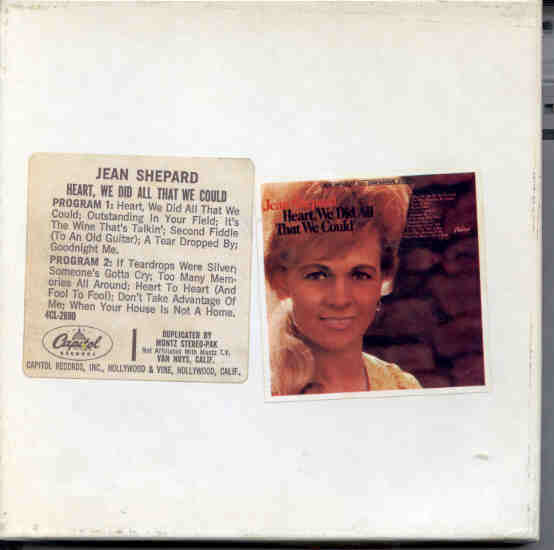 JEAN SHEPARD
HEART, WE DID ALL THAT WE COULD
PROGRAM 1: Heart, We Did All That We
Could; Outstanding In Your Field; It's
The Wine That's Talkin'; Second Fiddle
(To An Old Guitar); A Tear Dropped By;
Goodnight Me.
PROGRAM 2: If Teardrops Were Silver;
Someone's Gotta Cry; Too Many Mem-
ories All Around; Heart To Heart (And
Fool To Fool); Don't Take Advantage Of
Me; When Your House Is Not A Home.
4CL-2690
Capitol
RECORDS
DUPLICATED BY
MUNTZ STEREO-PAK
Not Affiliated With Muntz T.V.
VAN NUYS, CALIF.
CAPITOL RECORDS, INC., HOLLYWOOD & VINE, HOLLYWOOD, CALIF.
Jean
Heart, We Did All
That We Could
Capitol